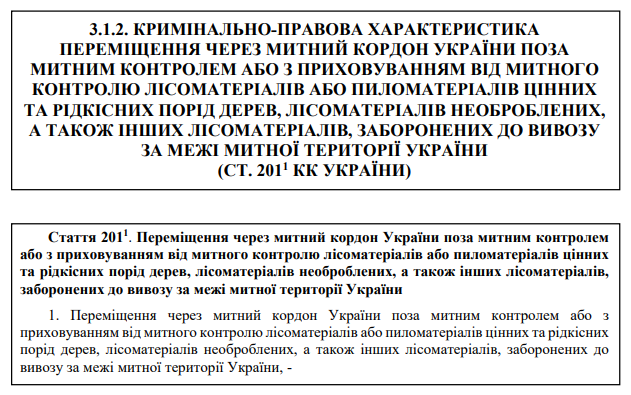 3.1.2. КРИМІНАЛЬНО-ПРАВОВА ХАРАКТЕРИСТИКА
ПЕРЕМІЩЕННЯ ЧЕРЕЗ МИТНИЙ КОРДОН УКРАЇНИ ПОЗА
МИТНИМ КОНТРОЛЕМ АБО З ПРИХОВУВАННЯМ ВІД МИТНОГО
КОНТРОЛЮ ЛІСОМАТЕРІАЛІВ АБО ПИЛОМАТЕРІАЛІВ ЦІННИХ
ТА РІДКІСНИХ ПОРІД ДЕРЕВ, ЛІСОМАТЕРІАЛІВ НЕОБРОБЛЕНИХ,
А ТАКОЖ ІНШИХ ЛІСОМАТЕРІАЛІВ, ЗАБОРОНЕНИХ ДО ВИВОЗУ
ЗА МЕЖІ МИТНОЇ ТЕРИТОРІЇ УКРАЇНИ
(СТ. 201¹ КК УКРАЇНИ)
Стаття 201¹. Переміщення через митний кордон України поза митним контролем
або з приховуванням від митного контролю лісоматеріалів або пиломатеріалів цінних
та рідкісних порід дерев, лісоматеріалів необроблених, а також інших лісоматеріалів,
заборонених до вивозу за межі митної території України
1. Переміщення через митний кордон України поза митним контролем або з
приховуванням від митного контролю лісоматеріалів або пиломатеріалів цінних та рідкісних
порід дерев, лісоматеріалів необроблених, а також інших лісоматеріалів, заборонених до
вивозу за межі митної території України, -